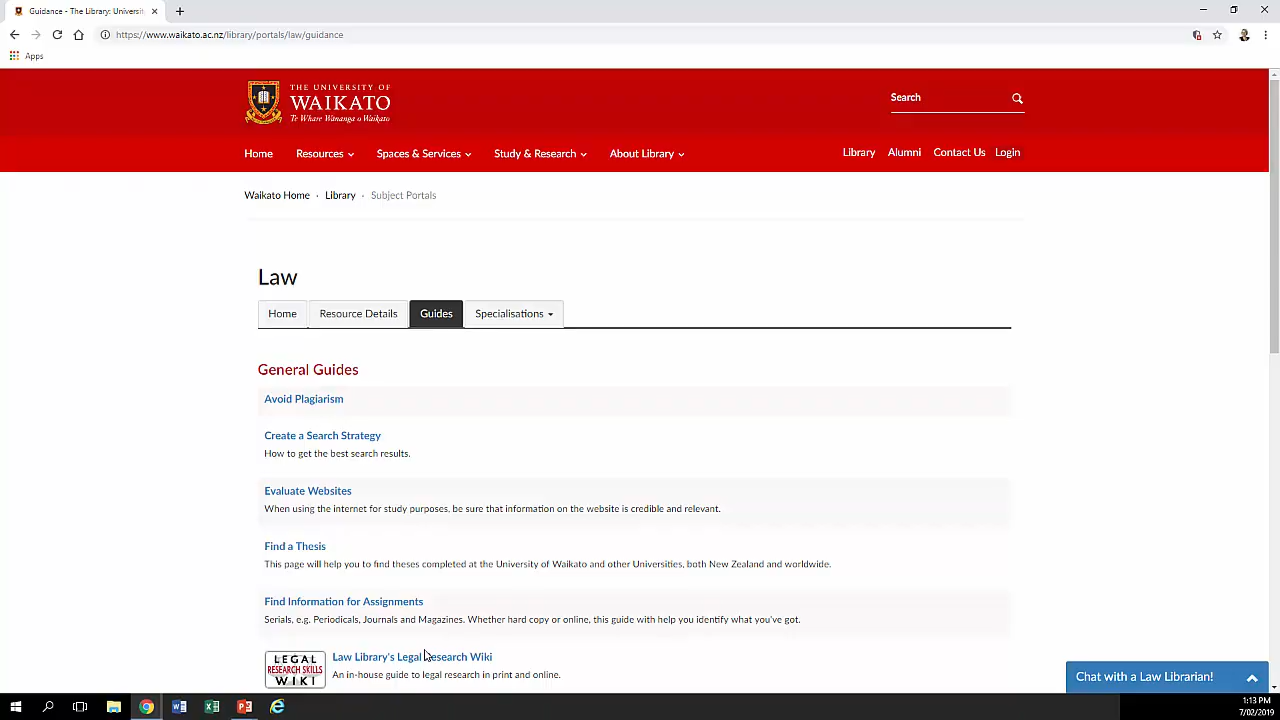 Guidance - The Library: Universit
https://www.waikato.ac.nz/library/portals/law/guidance
Apps
THE UNIVERSITY OF
WAIKATO
Te Whare Wānanga o Waikato
Search
Home
Resources
Spaces & Services
Study & Research
About Library
Library
Alumni
Contact Us
Login
Waikato Home · Library · Subject Portals
Law
Home
Resource Details
Guides
Specialisations
General Guides
Avoid Plagiarism
Create a Search Strategy
How to get the best search results.
Evaluate Websites
When using the internet for study purposes, be sure that information on the website is credible and relevant.
Find a Thesis
This page will help you to find theses completed at the University of Waikato and other Universities, both New Zealand and worldwide.
Find Information for Assignments
Serials, e.g. Periodicals, Journals and Magazines. Whether hard copy or online, this guide with help you identify what you've got.
LEGAL
RESEARCH SKILLS
WIKI
Law Library's Legal Research Wiki
An in-house guide to legal research in print and online.
Chat with a Law Librarian!
1:13 PM
7/02/2019